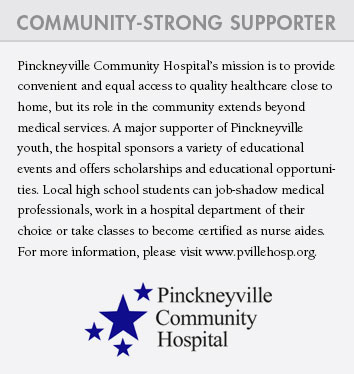 COMMUNITY-STRONG SUPPORTER
Pinckneyville Community Hospital’s mission is to provide
convenient and equal access to quality healthcare close to
home, but its role in the community extends beyond
medical services. A major supporter of Pinckneyville
youth, the hospital sponsors a variety of educational
events and offers scholarships and educational opportuni-
ties. Local high school students can job-shadow medical
professionals, work in a hospital department of their
choice or take classes to become certified as nurse aides.
For more information, please visit www.pvillehosp.org.
Pinckneyville
Community
Hospital